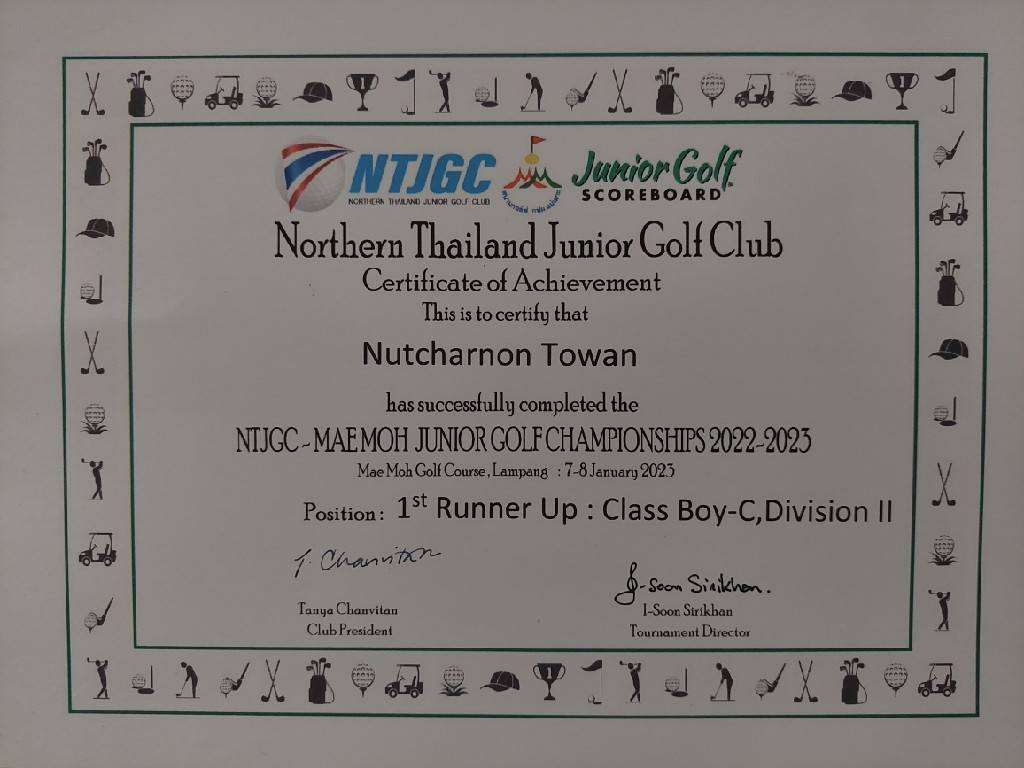 NTJGC
NORTHERN THAILAND JUNIOR GOLF CLUB
Junior Golf
SCOREBOARD
Northern Thailand Junior Golf Club
Certificate of Achievement
This is to certify that
Nutcharnon Towan
has successfully completed the
NTJGC - MAE MOH JUNIOR GOLF CHAMPIONSHIPS 2022-2023
Mae Moh Golf Course, Lampang : 7-8 January 2023
Position: 1st Runner Up : Class Boy-C,Division II
T. Chanvitan
J-Soon Sirikhan.
Tanya Chanvitan
I-Soon Sirikhan
Club President
Tournament Director